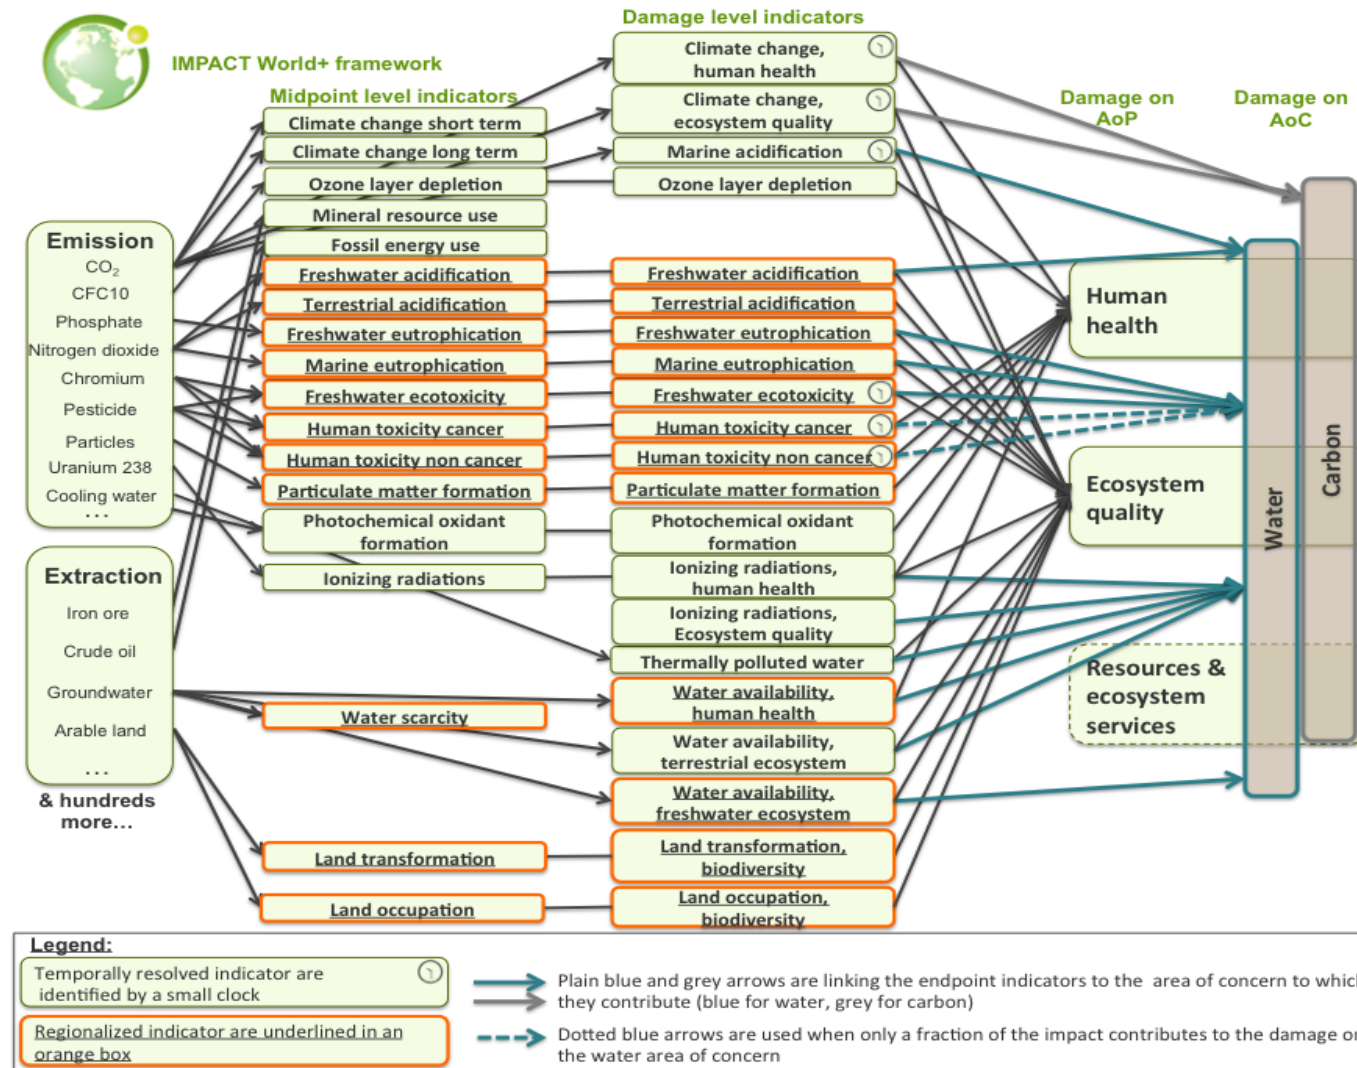 IMPACT World+ framework
Midpoint level indicators
Damage level indicators
Damage on
AoP
Damage on
AoC
Emission
CO2
CFC10
Phosphate
Nitrogen dioxide
Chromium
Pesticide
Particles
Uranium 238
Cooling water
...
Extraction
Iron ore
Crude oil
Groundwater
Arable land
...
& hundreds
more...
Climate change short term
Climate change long term
Ozone layer depletion
Mineral resource use
Fossil energy use
Freshwater acidification
Terrestrial acidification
Freshwater eutrophication
Marine eutrophication
Freshwater ecotoxicity
Human toxicity cancer
Human toxicity non cancer
Particulate matter formation
Photochemical oxidant
formation
Ionizing radiations
Water scarcity
Land transformation
Land occupation
Climate change,
human health
Climate change,
ecosystem quality
Marine acidification
Ozone layer depletion
Freshwater acidification
Terrestrial acidification
Freshwater eutrophication
Marine eutrophication
Freshwater ecotoxicity
Human toxicity cancer
Human toxicity non cancer
Particulate matter formation
Photochemical oxidant
formation
Ionizing radiations,
human health
Ionizing radiations,
Ecosystem quality
Thermally polluted water
Water availability,
human health
Water availability,
terrestrial ecosystem
Water availability,
freshwater ecosystem
Land transformation,
biodiversity
Land occupation,
biodiversity
Human
health
Ecosystem
quality
Resources &
ecosystem
services
Water
Carbon
Legend:
Temporally resolved indicator are
identified by a small clock
Regionalized indicator are underlined in an
orange box
Plain blue and grey arrows are linking the endpoint indicators to the area of concern to which
they contribute (blue for water, grey for carbon)
Dotted blue arrows are used when only a fraction of the impact contributes to the damage on
the water area of concern